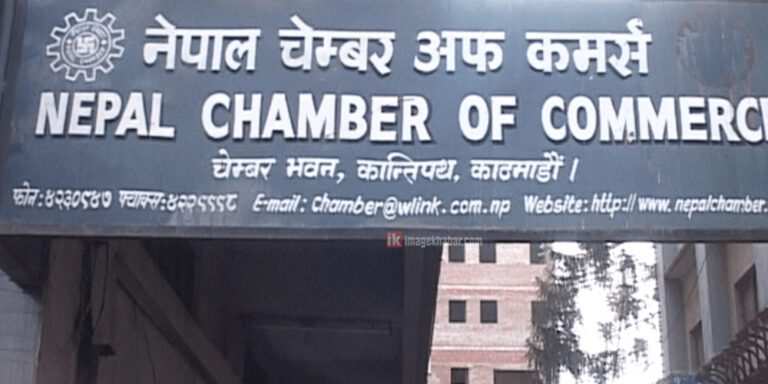 नेपाल चेम्बर अफ कमर्स
NEPAL CHAMBER OF COMMERC
चेम्बर भवन, कान्तिपथ, काठमाडौं ।
फोन:४२३०९४७ फ्याक्स:४२२९९९८ E-mail: chamber@wlink.com.np Website: http://www.nepalchamber.
ik imagekhabar.com